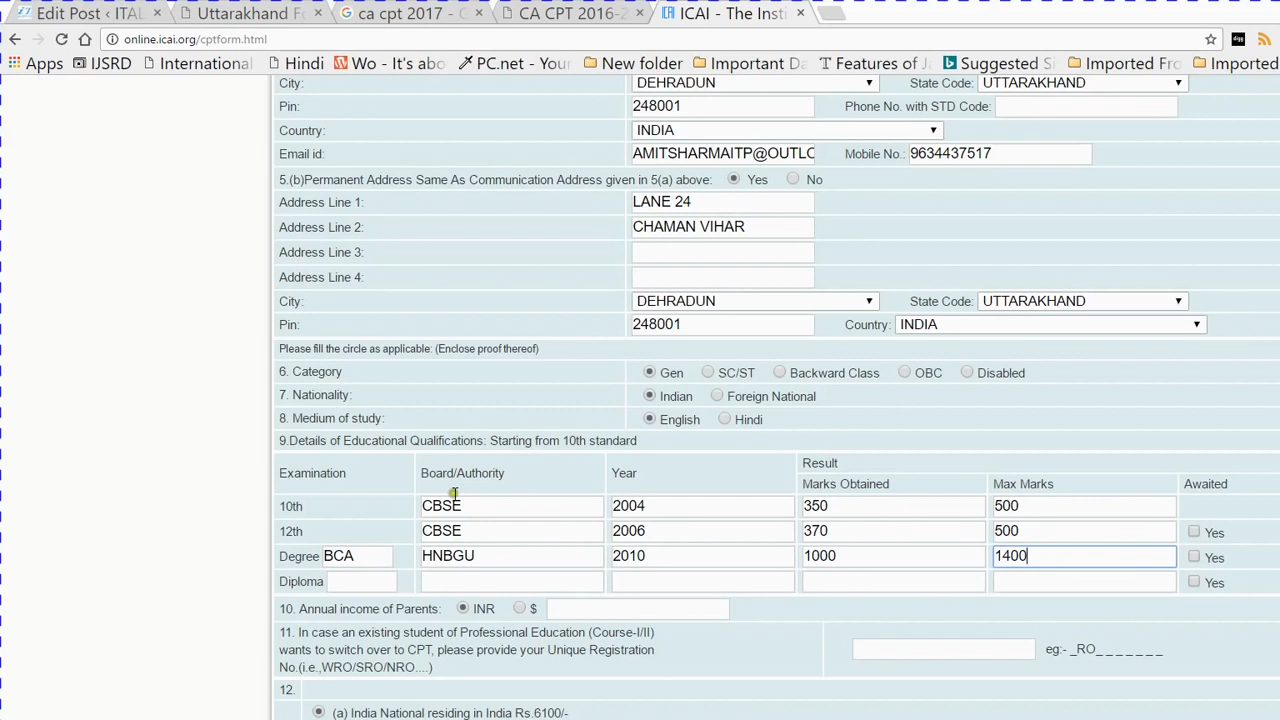 Edit Post ‹ ITAL
Uttarakhand Fo
ca cpt 2017 - G
CA CPT 2016-2
ICAI - The Insti
online.icai.org/cptform.html
Apps
IJSRD
International
Hindi
Wo - It's abo
PC.net - You
New folder
Important Da
Features of Ja
Suggested S
Imported Fro
Imported
City: DEHRADUN State Code: UTTARAKHAND
Pin: 248001 Phone No. with STD Code:
Country: INDIA
Email id: AMITSHARMAITP@OUTLO Mobile No.: 9634437517
5.(b)Permanent Address Same As Communication Address given in 5(a) above: Yes No
Address Line 1: LANE 24
Address Line 2: CHAMAN VIHAR
Address Line 3:
Address Line 4:
City: DEHRADUN State Code: UTTARAKHAND
Pin: 248001 Country: INDIA
Please fill the circle as applicable: (Enclose proof thereof)
6. Category Gen SC/ST Backward Class OBC Disabled
7. Nationality: Indian Foreign National
8. Medium of study: English Hindi
9.Details of Educational Qualifications: Starting from 10th standard
Examination Board/Authority Year Result
Marks Obtained Max Marks Awaited
10th CBSE 2004 350 500
12th CBSE 2006 370 500 Yes
Degree BCA HNBGU 2010 1000 1400 Yes
Diploma Yes
10. Annual income of Parents: INR $
11. In case an existing student of Professional Education (Course-I/II)
wants to switch over to CPT, please provide your Unique Registration eg:- _RO_ _ _ _ _ _ _
No.(i.e.,WRO/SRO/NRO....)
12.
(a) India National residing in India Rs.6100/-